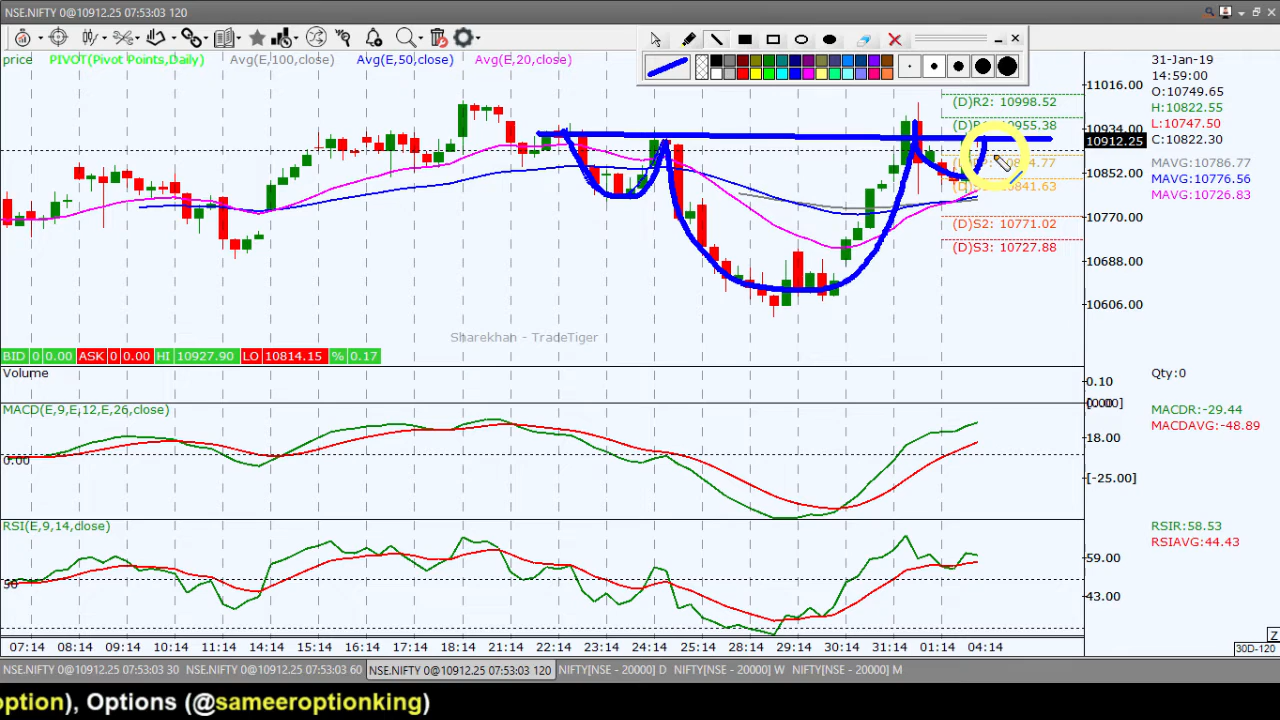 NSE.NIFTY 0@10912.25 07:53:03 120
price PIVOT(Pivot Points,Daily) Avg(E,100,close) Avg(E,50,close) Avg(E,20,close)
31-Jan-19
14:59:00
O:10749.65
H:10822.55
L:10747.50
C:10822.30
MAVG:10786.77
MAVG:10776.56
MAVG:10726.83
(D)R2: 10998.52
10955.38
10841.63
(D)S2: 10771.02
(D)S3: 10727.88
11016.00
10934.00
10912.25
10852.00
10770.00
10688.00
10606.00
Sharekhan - TradeTiger
BID 0 0.00 ASK 0 0.00 HI 10927.90 LO 10814.15 % 0.17
Volume
0.10
Qty:0
MACD(E,9,E,12,E,26,close)
18.00
[-25.00]
0.00
MACDR:-29.44
MACDAVG:-48.89
RSI(E,9,14,close)
59.00
43.00
50
RSIR:58.53
RSIAVG:44.43
07:14 08:14 09:14 10:14 14:14 15:14 16:14 17:14 18:14 21:14 22:14 23:14 24:14 25:14 28:14 29:14 30:14 31:14 01:14 04:14
Z
30D-120
NSE.NIFTY 0@10912.25 07:53:03 30 NSE.NIFTY 0@10912.25 07:53:03 60 NSE.NIFTY 0@10912.25 07:53:03 120 NIFTY[NSE - 20000] D NIFTY[NSE - 20000] W NIFTY[NSE - 20000] M
option), Options (@sameeroptionking)